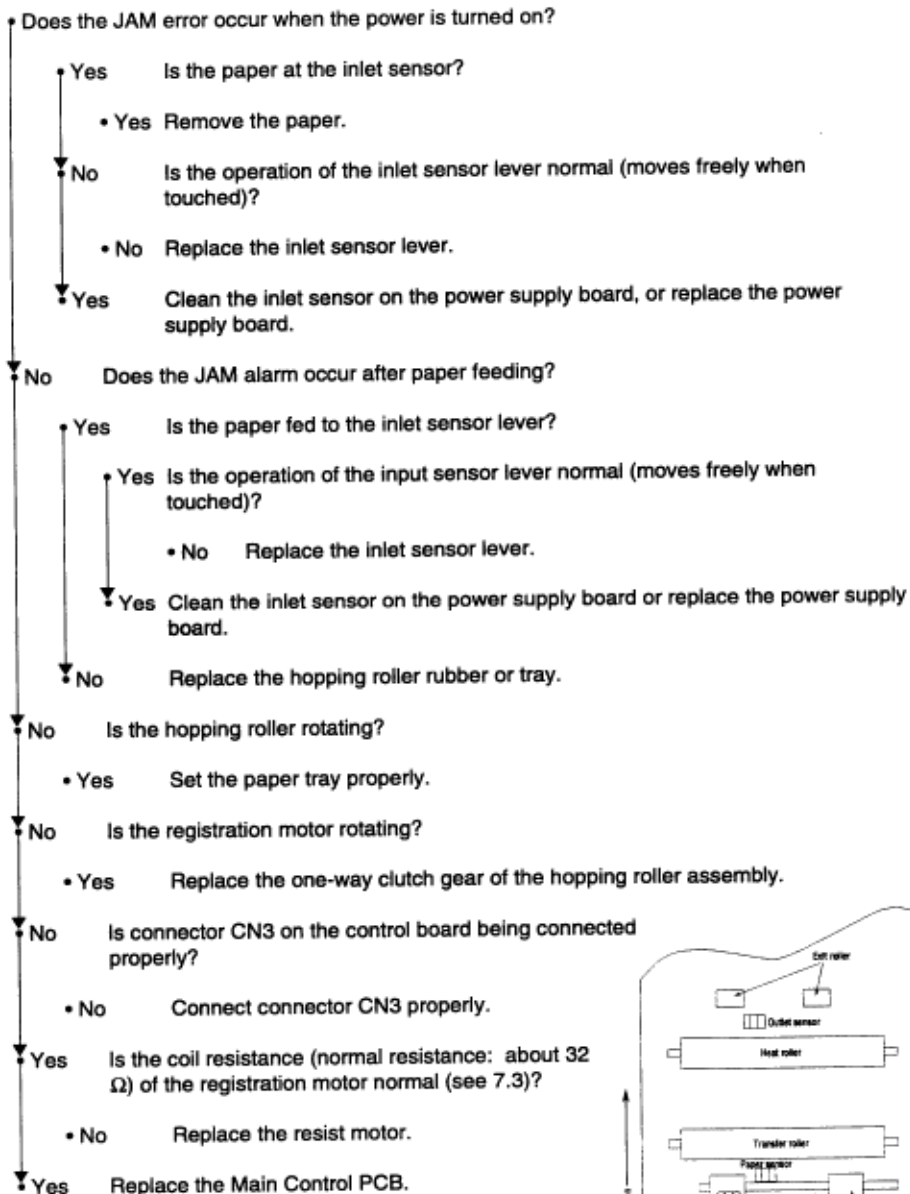 • Does the JAM error occur when the power is turned on?
• Yes Is the paper at the inlet sensor?
• Yes Remove the paper.
• No Is the operation of the inlet sensor lever normal (moves freely when
touched)?
• No Replace the inlet sensor lever.
• Yes Clean the inlet sensor on the power supply board, or replace the power
supply board.
• No Does the JAM alarm occur after paper feeding?
• Yes Is the paper fed to the inlet sensor lever?
• Yes Is the operation of the input sensor lever normal (moves freely when
touched)?
• No Replace the inlet sensor lever.
• Yes Clean the inlet sensor on the power supply board or replace the power supply
board.
• No Replace the hopping roller rubber or tray.
• No Is the hopping roller rotating?
• Yes Set the paper tray properly.
• No Is the registration motor rotating?
• Yes Replace the one-way clutch gear of the hopping roller assembly.
• No Is connector CN3 on the control board being connected
properly?
• No Connect connector CN3 properly.
• Yes Is the coil resistance (normal resistance: about 32
Ω) of the registration motor normal (see 7.3)?
• No Replace the resist motor.
• Yes Replace the Main Control PCB.
Exit roller
Outlet sensor
Heat roller
Transfer roller
Paper sensor